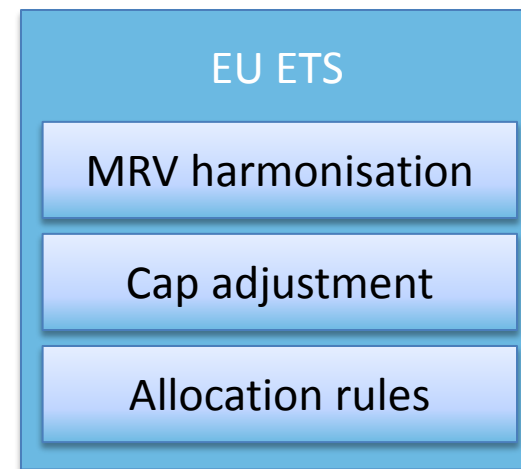 EU ETS
MRV harmonisation
Cap adjustment
Allocation rules